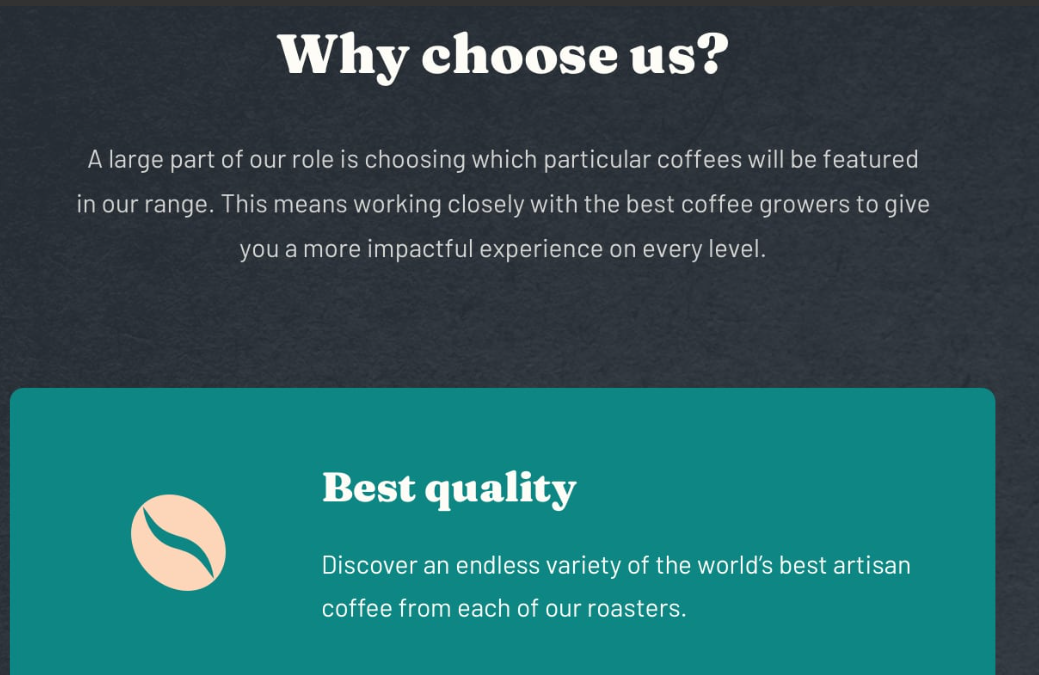 Why choose us?
A large part of our role is choosing which particular coffees will be featured
in our range. This means working closely with the best coffee growers to give
you a more impactful experience on every level.
Best quality
Discover an endless variety of the world’s best artisan
coffee from each of our roasters.